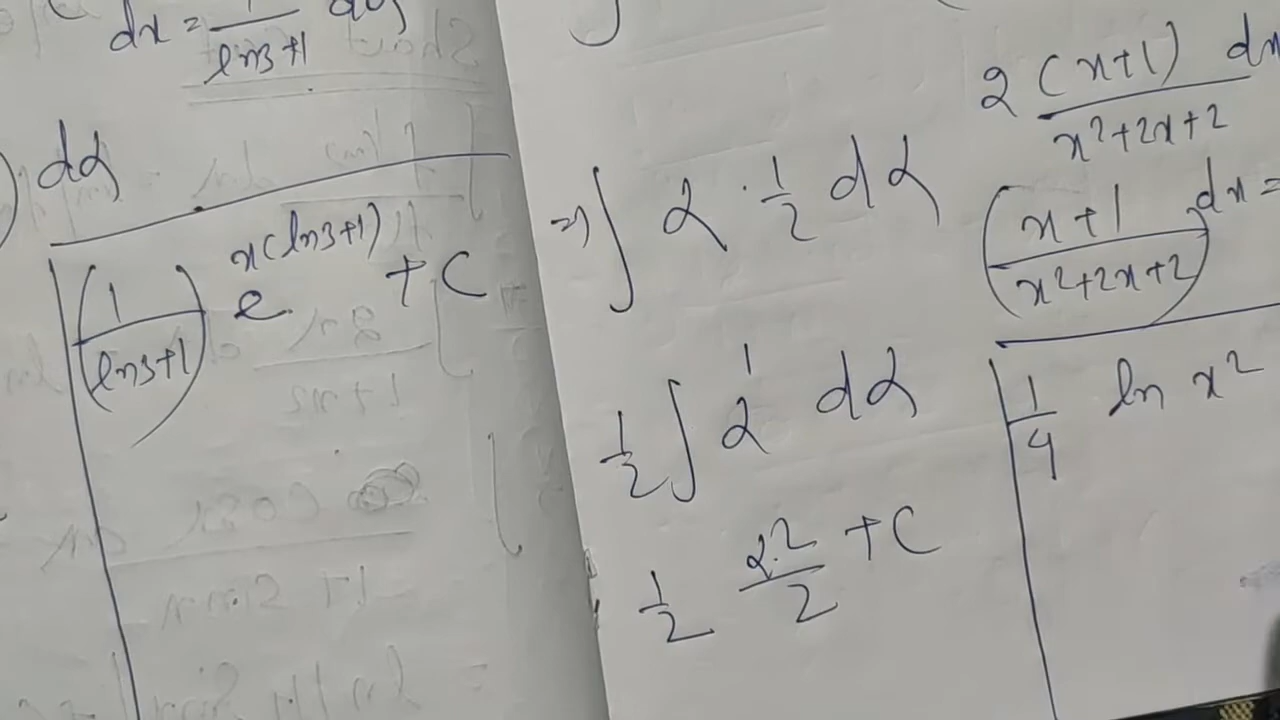 dx = 1/(ln3+1)
dα
(1/(ln3+1)) e^x(ln3+1) + C
2 (x+1)/(x²+2x+2) dx
⇒ ∫ α · 1/2 dα
((x+1)/(x²+2x+2)) dx =
1/2 ∫ α¹ dα
1/4 ln x²
1/2 α²/2 + C